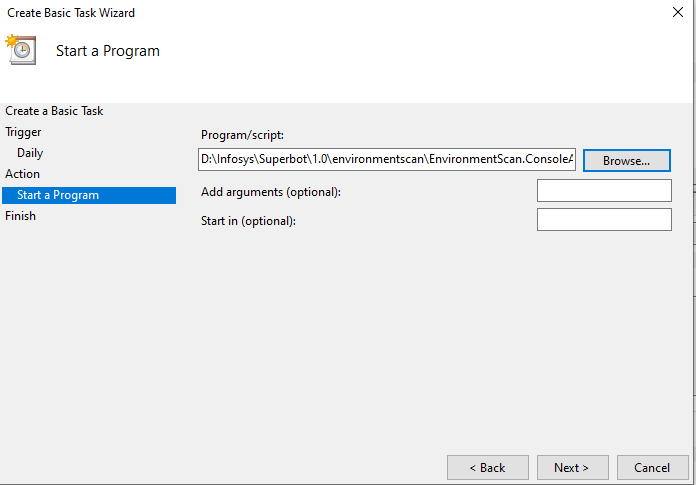 Create Basic Task Wizard
Start a Program
Create a Basic Task
Trigger
Daily
Action
Start a Program
Finish
Program/script:
D:\Infosys\Superbot\1.0\environmentscan\EnvironmentScan.Console
Browse...
Add arguments (optional):
Start in (optional):
< Back
Next >
Cancel